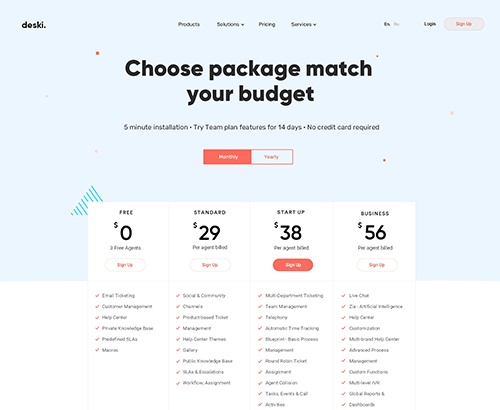 deski.
Products
Solutions
Pricing
Services
En.
Ru.
Login
Sign Up
Choose package match
your budget
5 minute installation • Try Team plan features for 14 days • No credit card required
Monthly
Yearly
FREE
$0
3 Free Agents
Sign Up
Email Ticketing
Customer Management
Help Center
Private Knowledge Base
Predefined SLAs
Macros
STANDARD
$29
Per agent billed
Sign Up
Social & Community
Channels
Product-based Ticket
Management
Help Center Themes
Gallery
Public Knowledge Base
SLAs & Escalations
Workflow, Assignment
START UP
$38
Per agent billed
Sign Up
Multi-Department Ticketing
Team Management
Telephony
Automatic Time Tracking
Blueprint - Basic Process
Management
Round Robin Ticket
Assignment
Agent Collision
Tasks, Events & Call
Activities
BUSINESS
$56
Per agent billed
Sign Up
Live Chat
Zia - Artificial Intelligence
Help Center
Customization
Multi-brand Help Center
Advanced Process
Management
Custom Functions
Multi-level IVR
Global Reports &
Dashboards